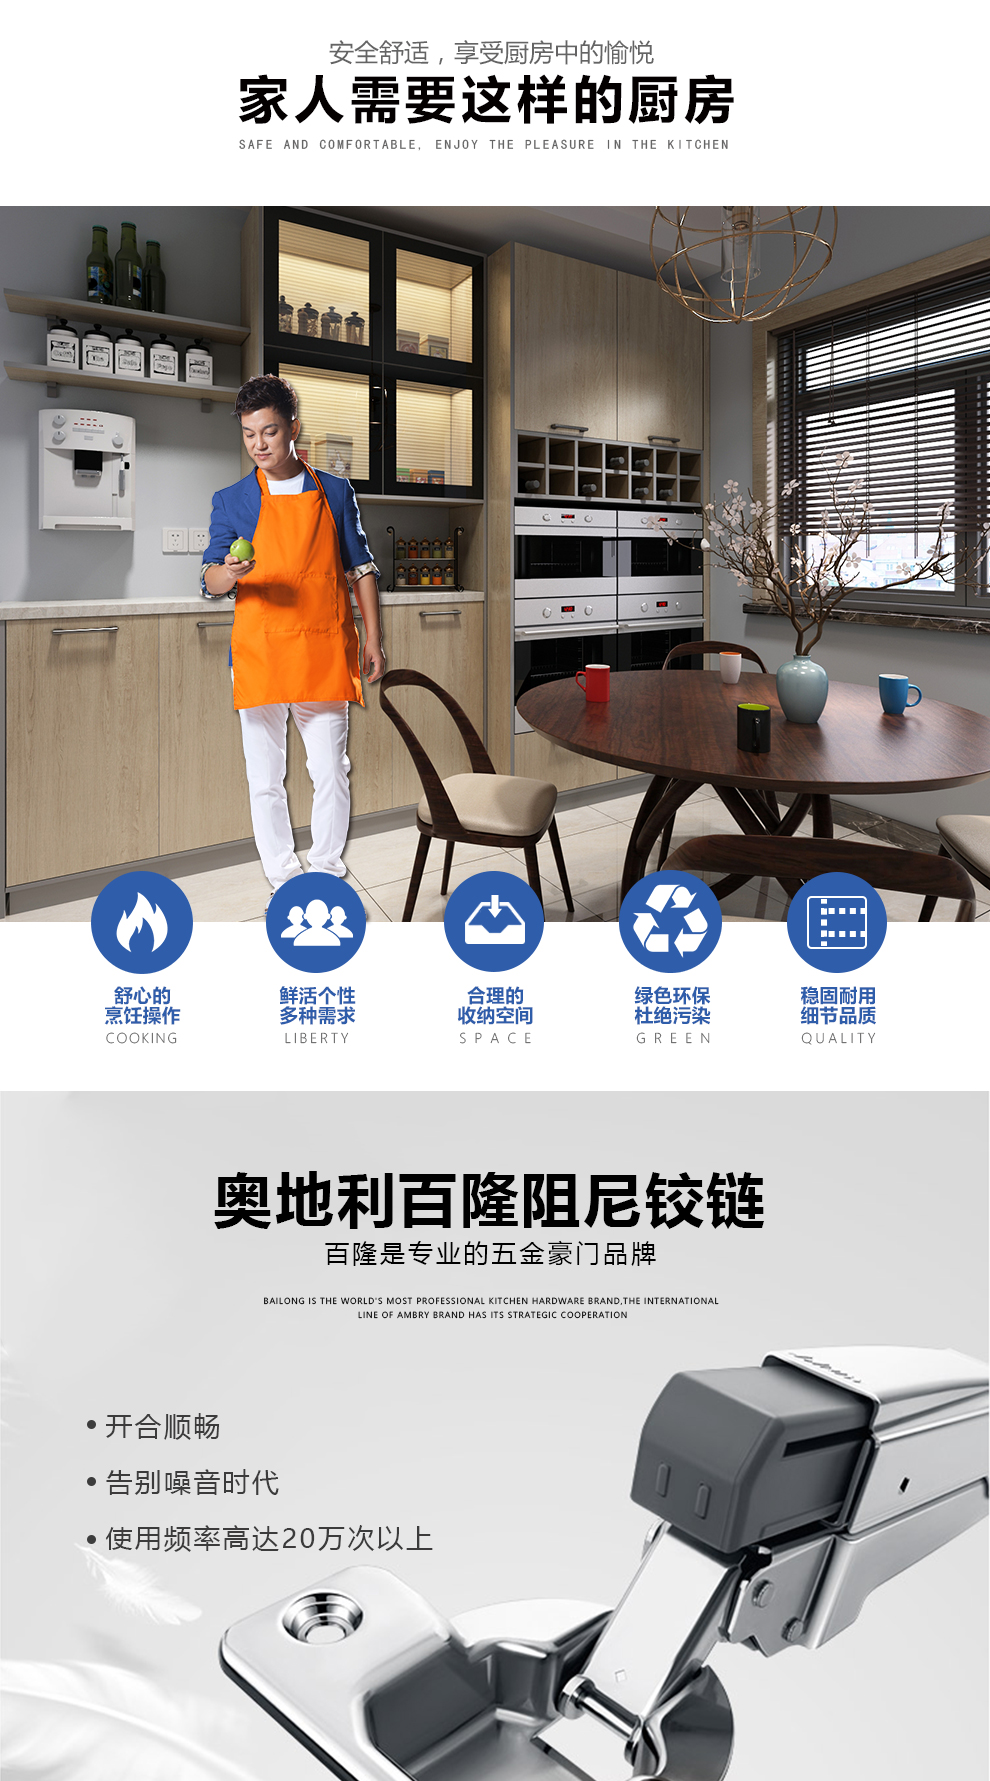 安全舒适，享受厨房中的愉悦
家人需要这样的厨房
SAFE AND COMFORTABLE, ENJOY THE PLEASURE IN THE KITCHEN
舒心的
烹饪操作
COOKING
鲜活个性
多种需求
LIBERTY
合理的
收纳空间
SPACE
绿色环保
杜绝污染
GREEN
稳固耐用
细节品质
QUALITY
奥地利百隆阻尼铰链
百隆是专业的五金豪门品牌
BAILONG IS THE WORLD'S MOST PROFESSIONAL KITCHEN HARDWARE BRAND,THE INTERNATIONAL
LINE OF AMBRY BRAND HAS ITS STRATEGIC COOPERATION
• 开合顺畅
• 告别噪音时代
• 使用频率高达20万次以上